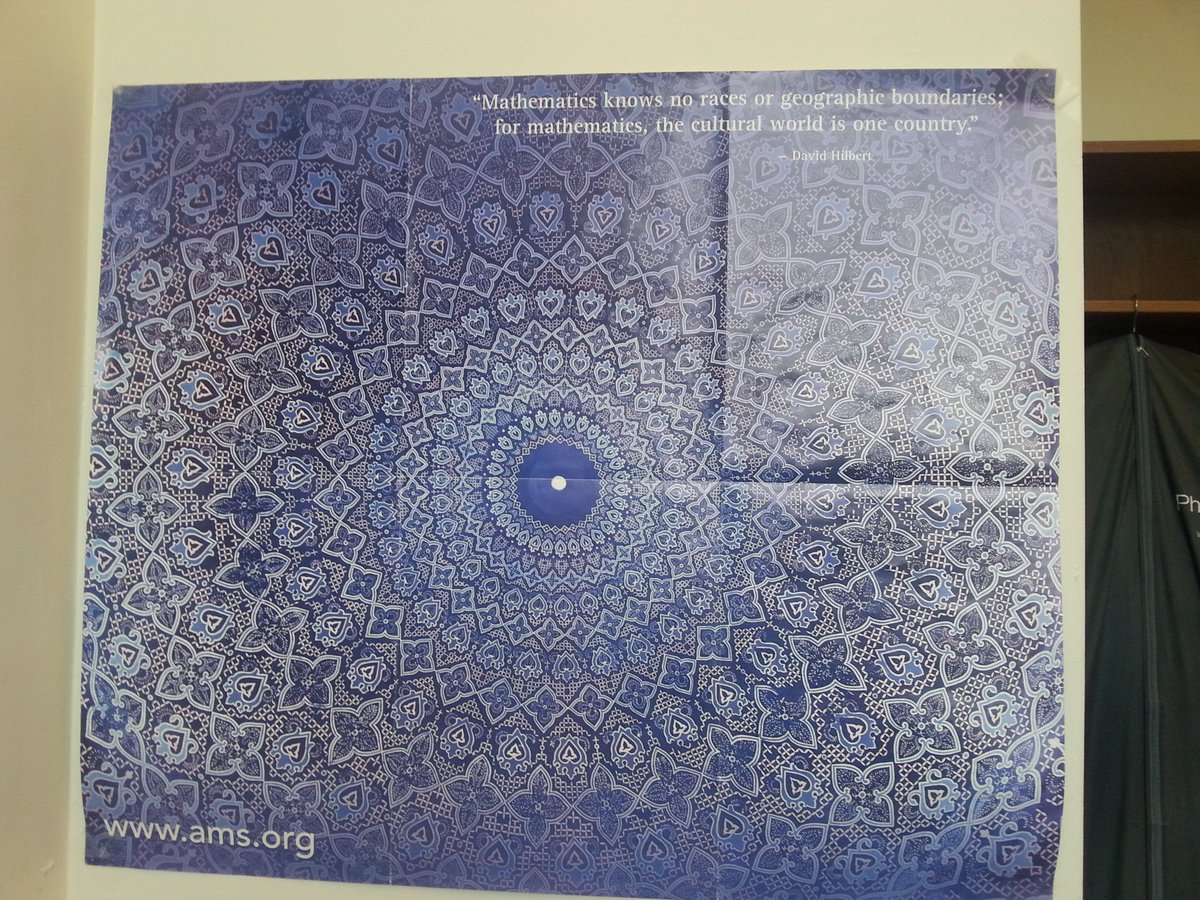 “Mathematics knows no races or geographic boundaries;
for mathematics, the cultural world is one country.”
– David Hilbert
www.ams.org
Ph